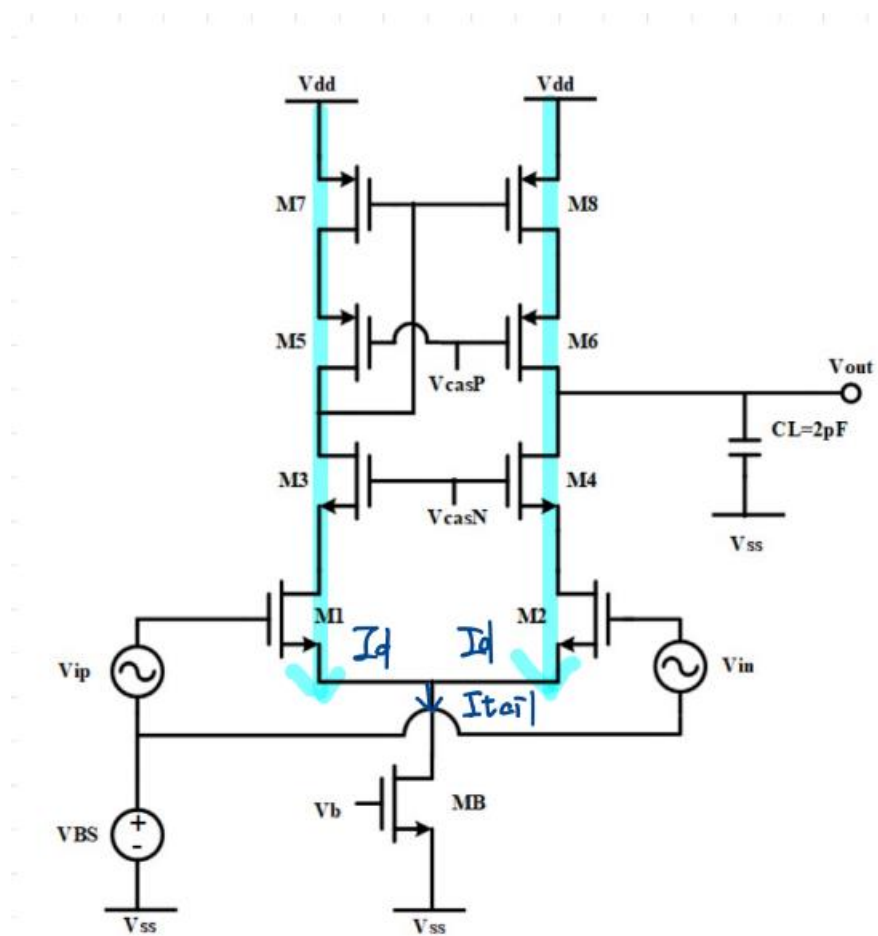 Vdd Vdd
M7 M8
M5 M6
VcasP
Vout
CL=2pF
M3 M4
VcasN
Vss
M1 M2
Id Id
Vip Vin
Itail
Vb MB
VBS
+
-
Vss Vss